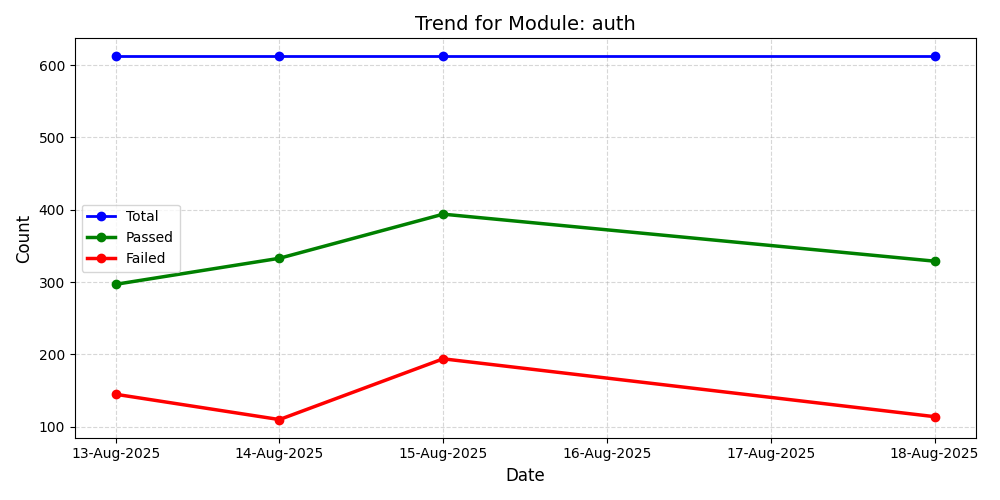 Trend for Module: auth
600
500
400
300
200
100
Count
Total
Passed
Failed
13-Aug-2025
14-Aug-2025
15-Aug-2025
16-Aug-2025
17-Aug-2025
18-Aug-2025
Date